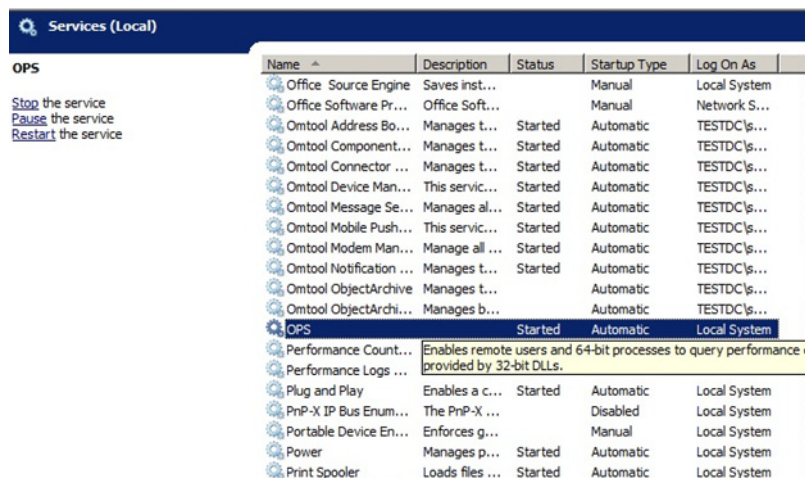 Services (Local)
OPS
Stop the service
Pause the service
Restart the service
Name Description Status Startup Type Log On As
Office Source Engine Saves inst... Manual Local System
Office Software Pr... Office Soft... Manual Network S...
Omtool Address Bo... Manages t... Started Automatic TESTDC\s...
Omtool Component... Manages t... Started Automatic TESTDC\s...
Omtool Connector ... Manages t... Started Automatic TESTDC\s...
Omtool Device Man... This servic... Started Automatic TESTDC\s...
Omtool Message Se... Manages al... Started Automatic TESTDC\s...
Omtool Mobile Push... This servic... Started Automatic TESTDC\s...
Omtool Modem Man... Manage all ... Started Automatic TESTDC\s...
Omtool Notification ... Manages t... Started Automatic TESTDC\s...
Omtool ObjectArchive Manages t... Automatic TESTDC\s...
Omtool ObjectArchi... Manages b... Automatic TESTDC\s...
OPS Started Automatic Local System
Performance Count... Enables remote users and 64-bit processes to query performance
Performance Logs ... provided by 32-bit DLLs.
Plug and Play Enables a c... Started Automatic Local System
PnP-X IP Bus Enum... The PnP-X ... Disabled Local System
Portable Device En... Enforces g... Manual Local System
Power Manages p... Started Automatic Local System
Print Spooler Loads files ... Started Automatic Local System